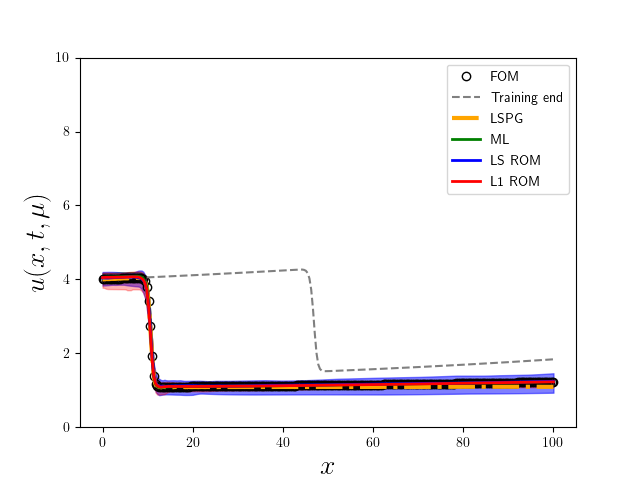 10
8
6
4
2
0
u(x, t, μ)
0 20 40 60 80 100
x
FOM
Training end
LSPG
ML
LS ROM
L1 ROM